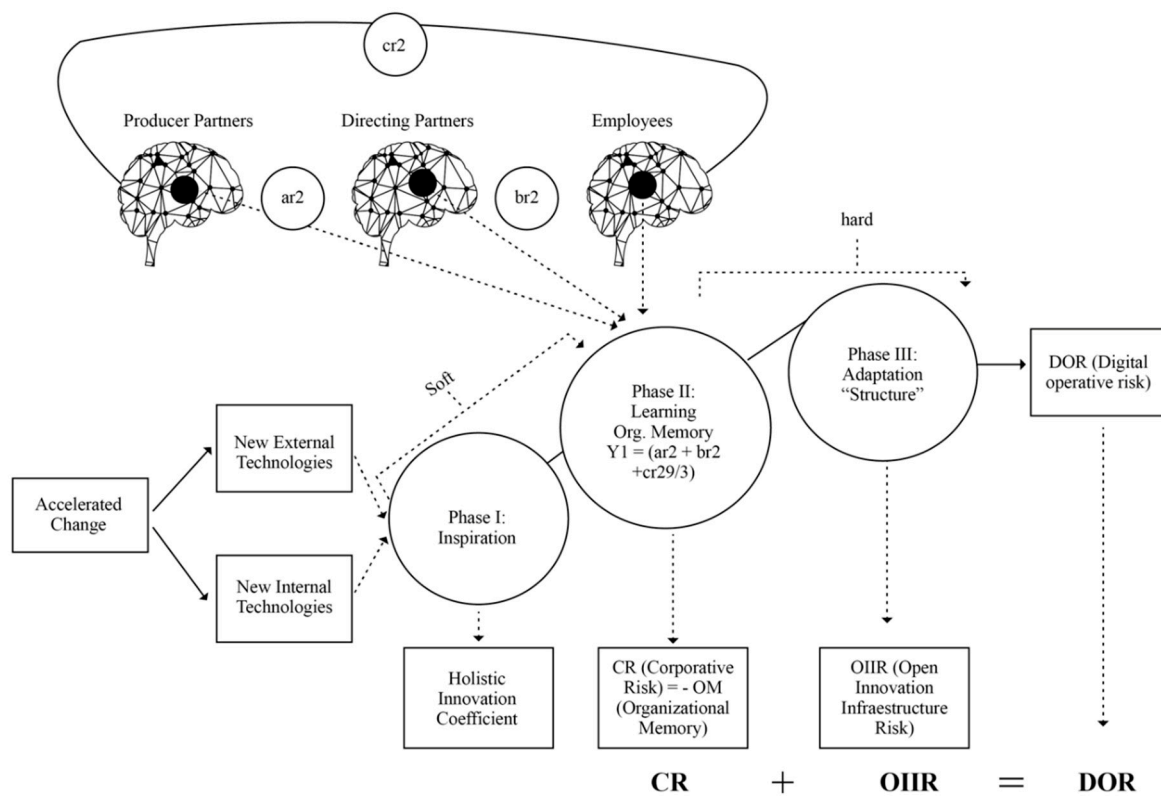 cr2
Producer Partners
Directing Partners
Employees
ar2
br2
hard
Soft
Phase III:
Adaptation
“Structure”
DOR (Digital
operative risk)
Phase II:
Learning
Org. Memory
Y1 = (ar2 + br2
+cr29/3)
New External
Technologies
Accelerated
Change
Phase I:
Inspiration
New Internal
Technologies
Holistic
Innovation
Coefficient
CR (Corporative
Risk) = - OM
(Organizational
Memory)
OIIR (Open
Innovation
Infraestructure
Risk)
CR + OIIR = DOR